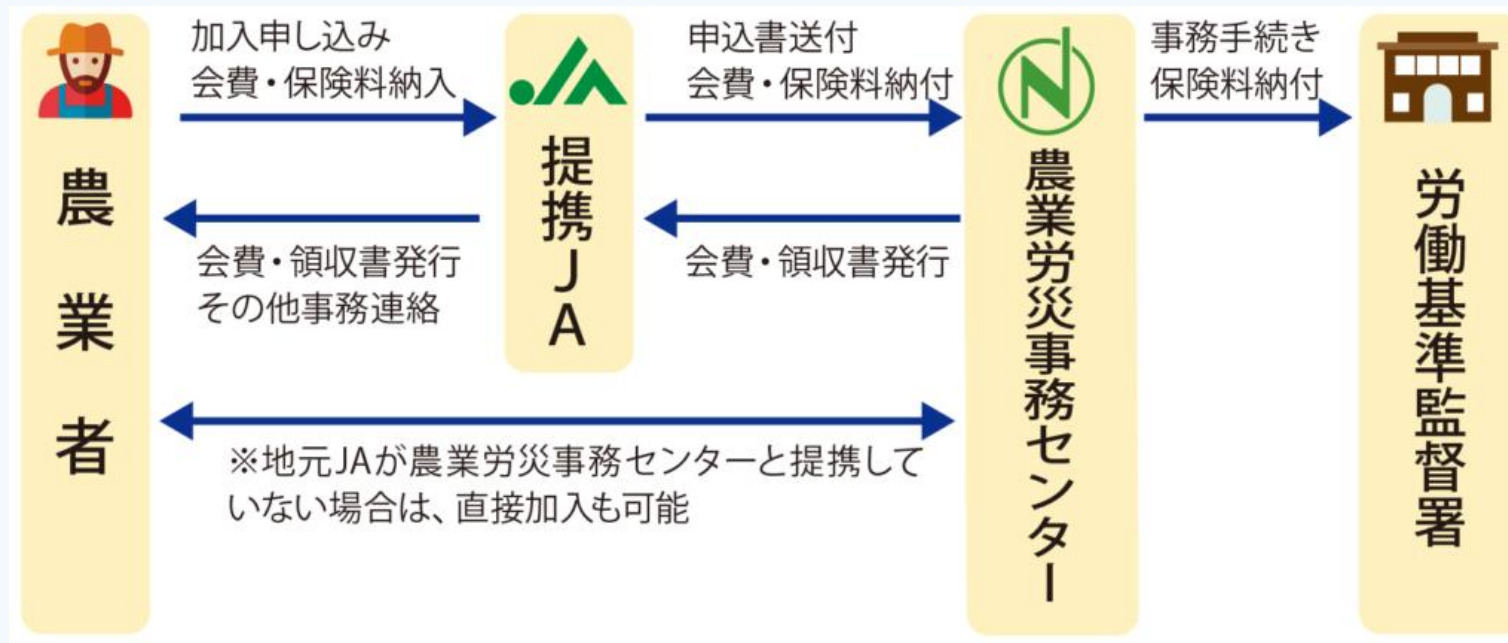 農業者
加入申し込み
会費・保険料納入
会費・領収書発行
その他事務連絡
JA
提携JA
申込書送付
会費・保険料納付
会費・領収書発行
※地元JAが農業労災事務センターと提携して
いない場合は、直接加入も可能
N
農業労災事務センター
事務手続き
保険料納付
労働基準監督署